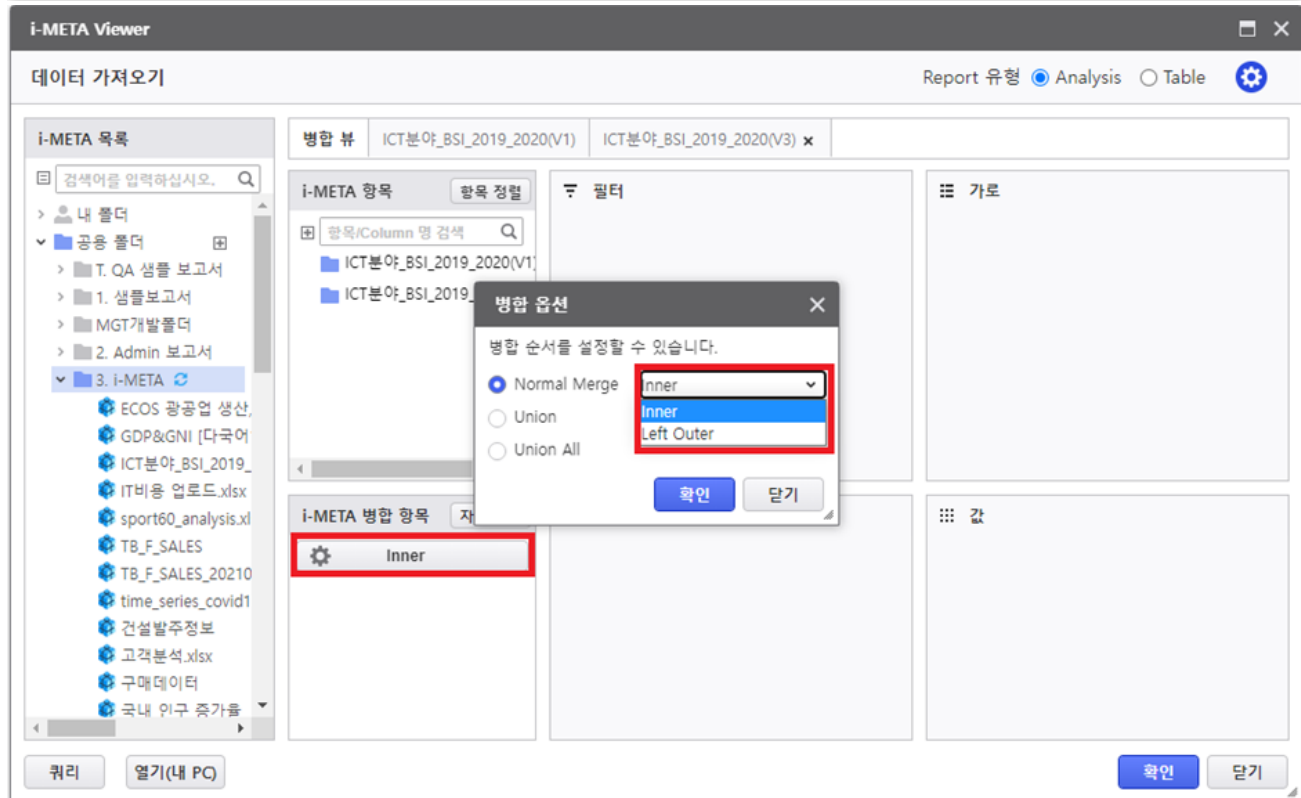 i-META Viewer
데이터 가져오기
Report 유형 Analysis Table
i-META 목록
검색어를 입력하십시오.
내 폴더
공용 폴더
T. QA 샘플 보고서
1. 샘플보고서
MGT개발폴더
2. Admin 보고서
3. i-META
ECOS 광공업 생산,
GDP&GNI [다국어
ICT분야_BSI_2019_
IT비용 업로드.xlsx
sport60_analysis.xl
TB_F_SALES
TB_F_SALES_20210
time_series_covid1
건설발주정보
고객분석.xlsx
구매데이터
국내 인구 증가율
병합 뷰 ICT분야_BSI_2019_2020(V1) ICT분야_BSI_2019_2020(V3)
i-META 항목 항목 정렬
항목/Column 명 검색
ICT분야_BSI_2019_2020(V1)
ICT분야_BSI_2019_
필터
가로
병합 옵션
병합 순서를 설정할 수 있습니다.
Normal Merge Inner
Inner
Left Outer
Union
Union All
확인 닫기
i-META 병합 항목 자
Inner
값
쿼리 열기(내 PC) 확인 닫기